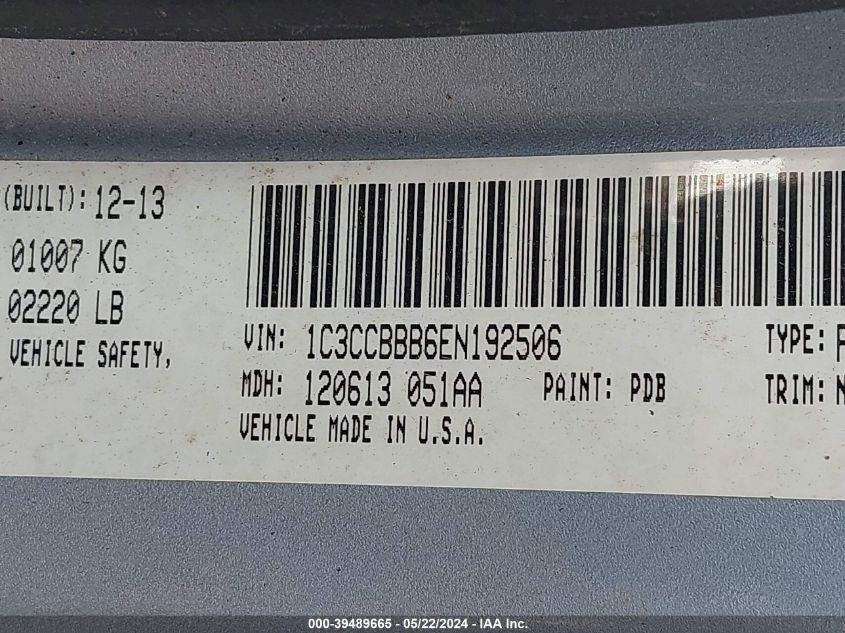 (BUILT): 12-13
01007 KG
02220 LB
VEHICLE SAFETY,
VIN: 1C3CCBBB6EN192506 TYPE:
MDH: 120613 051AA PAINT: PDB TRIM:
VEHICLE MADE IN U.S.A.
000-39489665 - 05/22/2024 - IAA Inc.